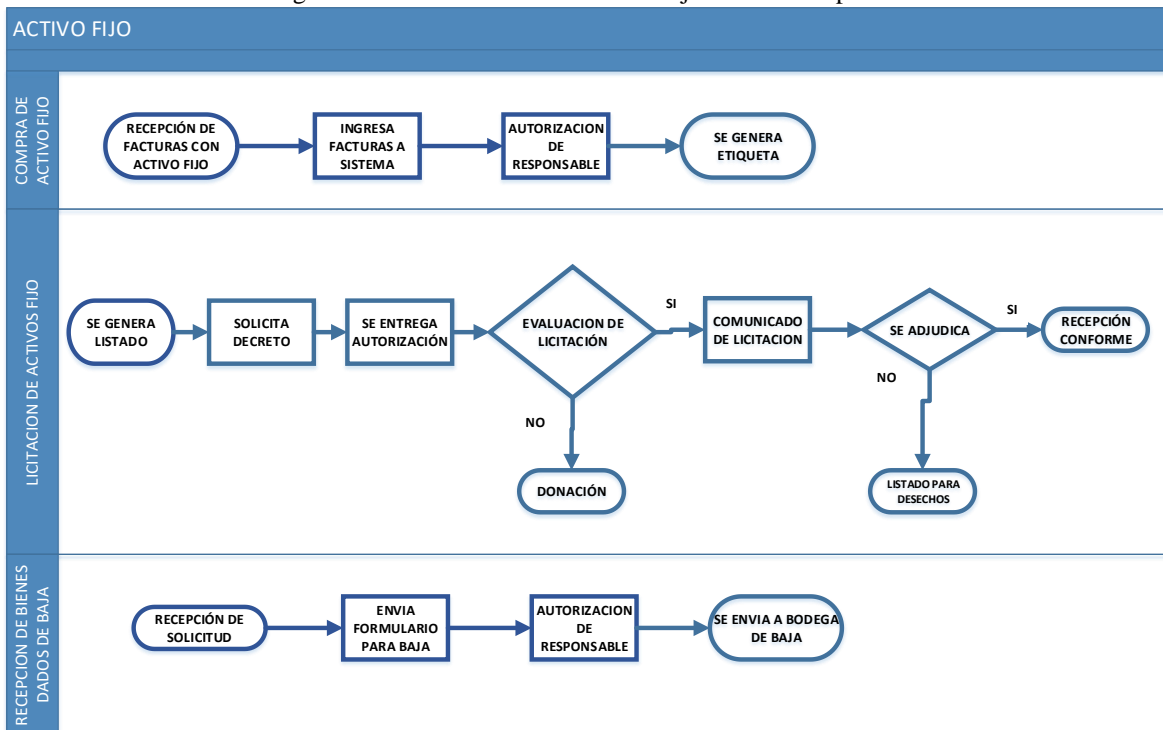 ACTIVO FIJO
COMPRA DE
ACTIVO FIJO
RECEPCIÓN DE
FACTURAS CON
ACTIVO FIJO
INGRESA
FACTURAS A
SISTEMA
AUTORIZACION
DE
RESPONSABLE
SE GENERA
ETIQUETA
LICITACION DE ACTIVOS FIJO
SE GENERA
LISTADO
SOLICITA
DECRETO
SE ENTREGA
AUTORIZACIÓN
EVALUACION DE
LICITACIÓN
SI
NO
DONACIÓN
COMUNICADO
DE LICITACION
SE ADJUDICA
SI
NO
RECEPCIÓN
CONFORME
LISTADO PARA
DESECHOS
RECEPCION DE BIENES
DADOS DE BAJA
RECEPCIÓN DE
SOLICITUD
ENVIA
FORMULARIO
PARA BAJA
AUTORIZACION
DE
RESPONSABLE
SE ENVIA A BODEGA
DE BAJA